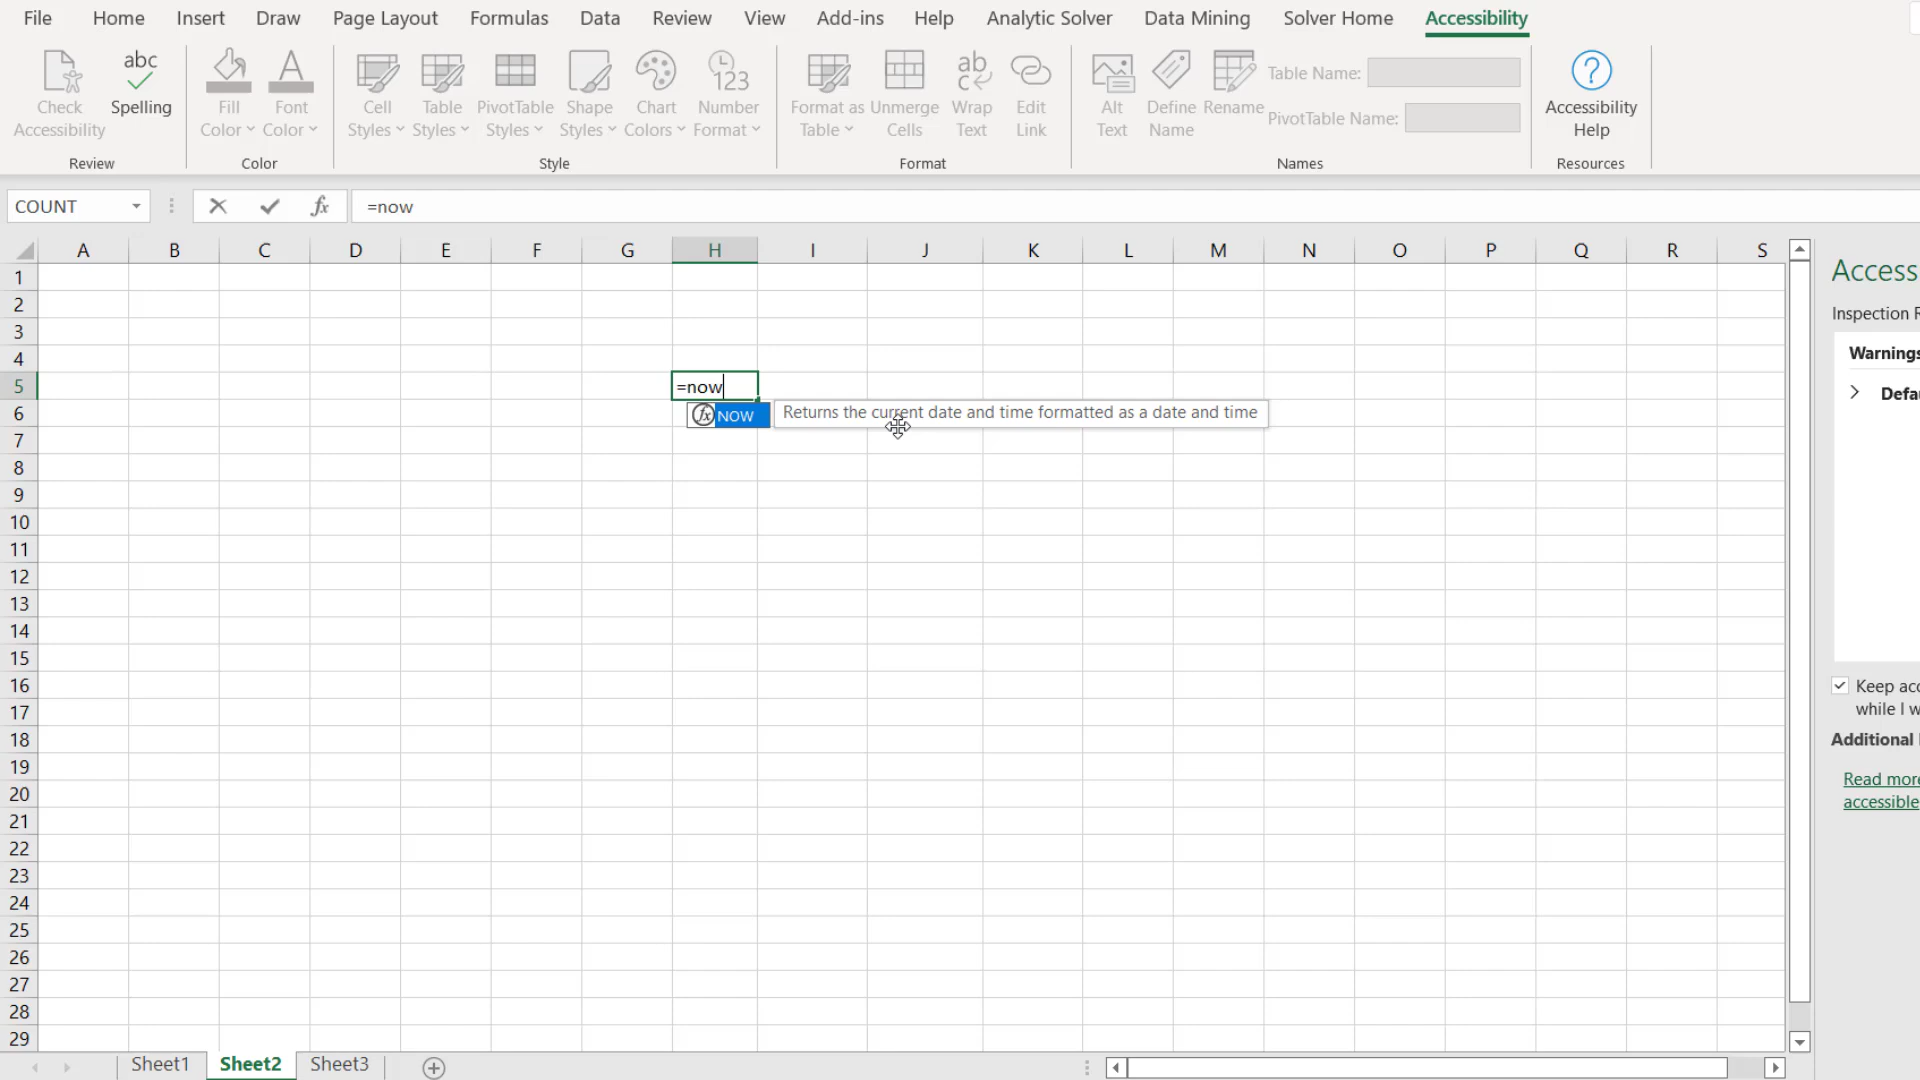 File Home Insert Draw Page Layout Formulas Data Review View Add-ins Help Analytic Solver Data Mining Solver Home Accessibility
Check Accessibility
abc Spelling
Fill Color
Font Color
Cell Styles
Table Styles
PivotTable Styles
Shape Styles
Chart Colors
123 Number Format
Format as Table
Unmerge Cells
ab c Wrap Text
Edit Link
Alt Text
Define Name
Rename
Table Name:
PivotTable Name:
Accessibility Help
Review Color Style Format Names Resources
COUNT fx =now
A B C D E F G H I J K L M N O P Q R S
1
2
3
4
5 =now
6 fx NOW Returns the current date and time formatted as a date and time
7
8
9
10
11
12
13
14
15
16
17
18
19
20
21
22
23
24
25
26
27
28
29
Access
Inspection R
Warnings
Defau
Keep acc
while I w
Additional
Read more
accessible
Sheet1 Sheet2 Sheet3